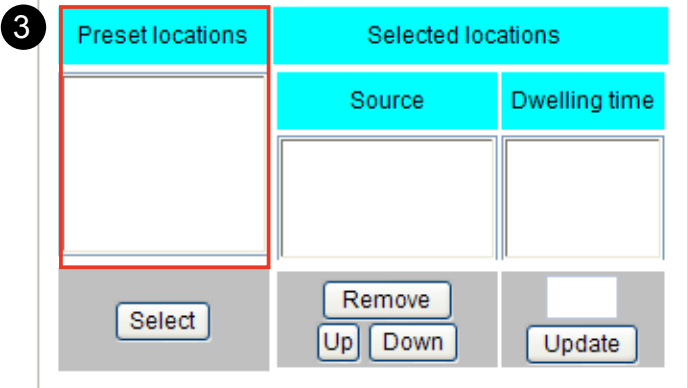 3
Preset locations
Selected locations
Source
Dwelling time
Select
Remove
Up
Down
Update